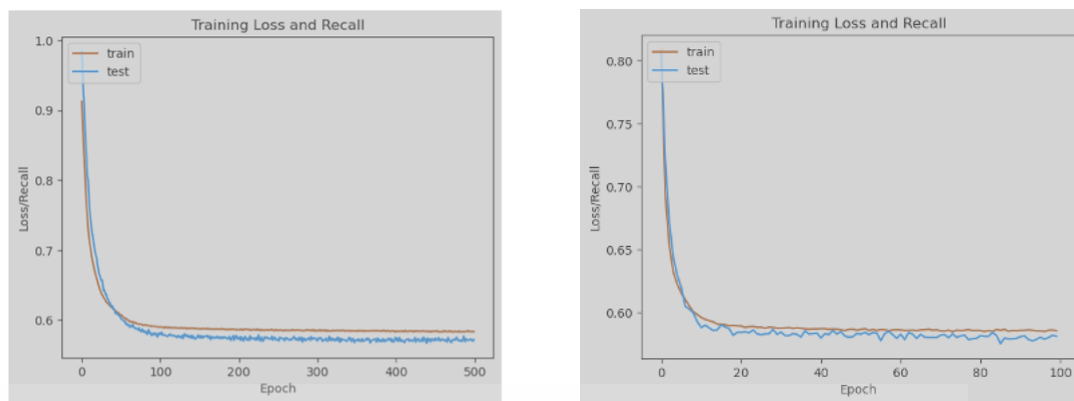 Training Loss and Recall
1.0
0.9
0.8
0.7
0.6
Loss/Recall
train
test
0 100 200 300 400 500
Epoch
Training Loss and Recall
0.80
0.75
0.70
0.65
0.60
Loss/Recall
train
test
0 20 40 60 80 100
Epoch